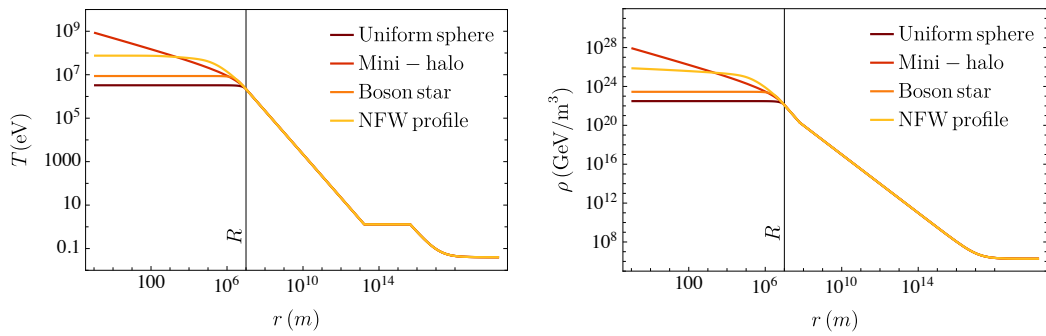 10^9
10^7
10^5
1000
10
0.1
T (eV)
Uniform sphere
Mini − halo
Boson star
NFW profile
R
100
10^6
10^10
10^14
r (m)
10^28
10^24
10^20
10^16
10^12
10^8
ρ (GeV/m^3)
Uniform sphere
Mini − halo
Boson star
NFW profile
R
100
10^6
10^10
10^14
r (m)